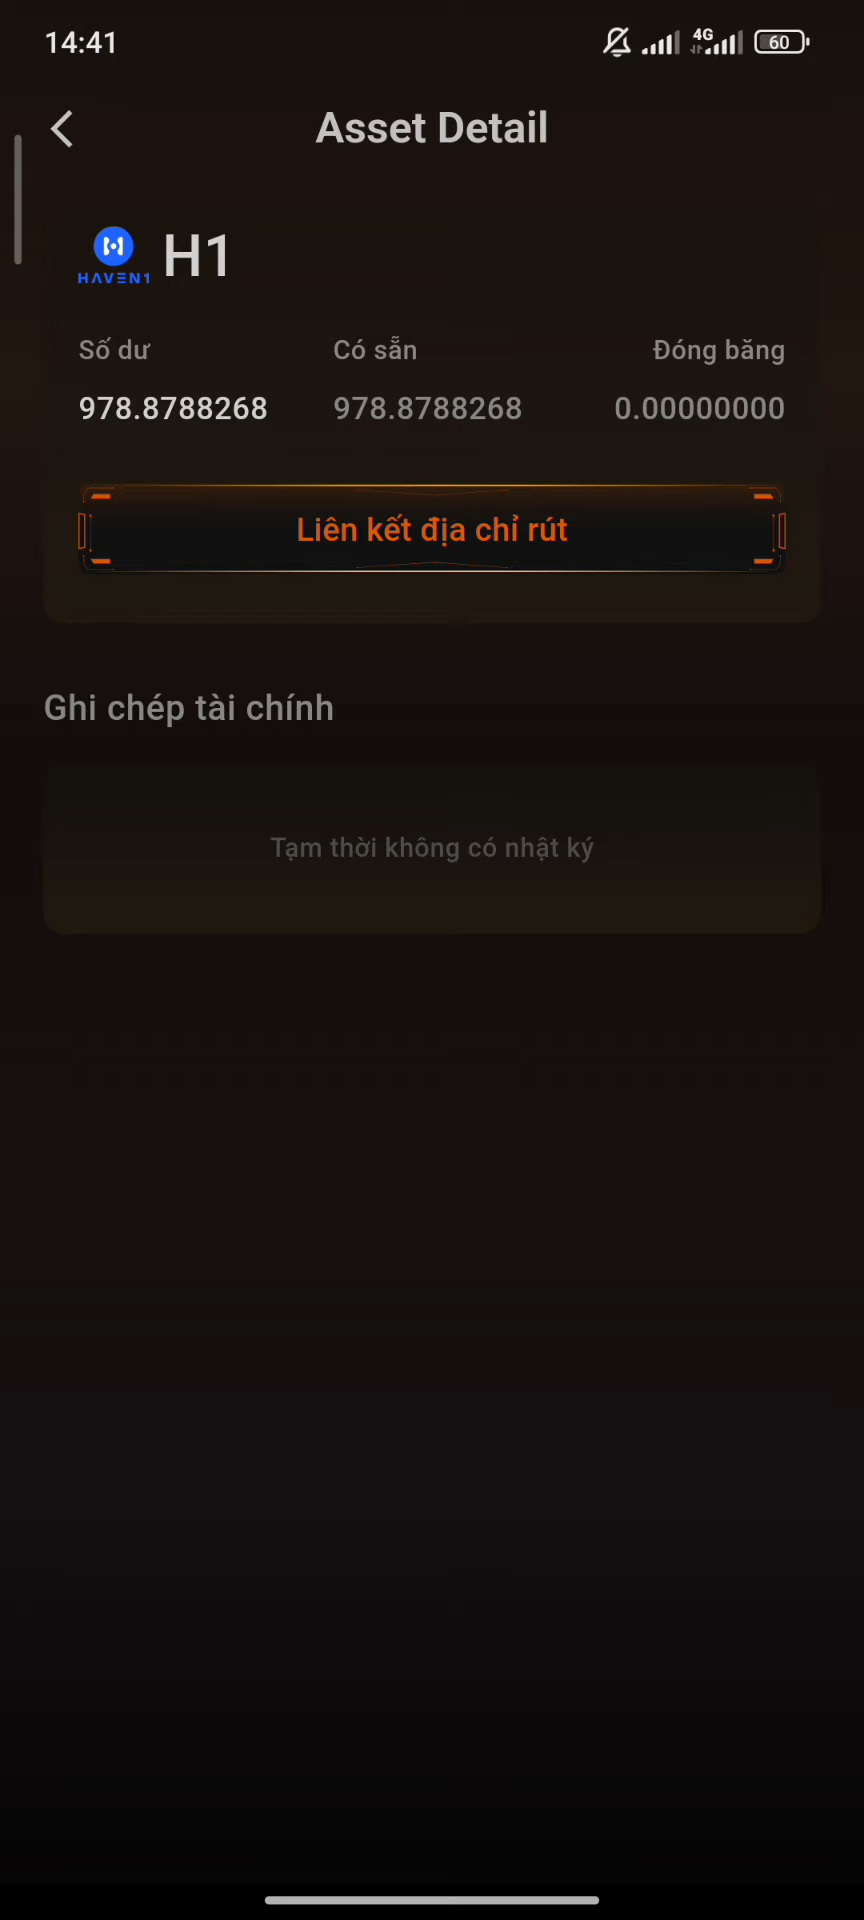 14:41
4G
60
Asset Detail
HAVEN1
H1
Số dư
Có sẵn
Đóng băng
978.8788268
978.8788268
0.00000000
Liên kết địa chỉ rút
Ghi chép tài chính
Tạm thời không có nhật ký